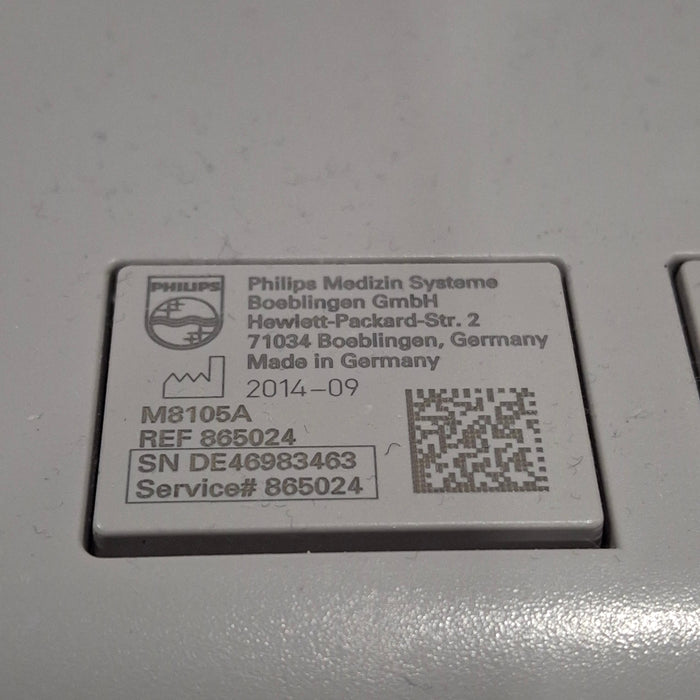 PHILIPS
Philips Medizin Systeme
Boeblingen GmbH
Hewlett-Packard-Str. 2
71034 Boeblingen, Germany
Made in Germany
2014-09
M8105A
REF 865024
SN DE46983463
Service# 865024